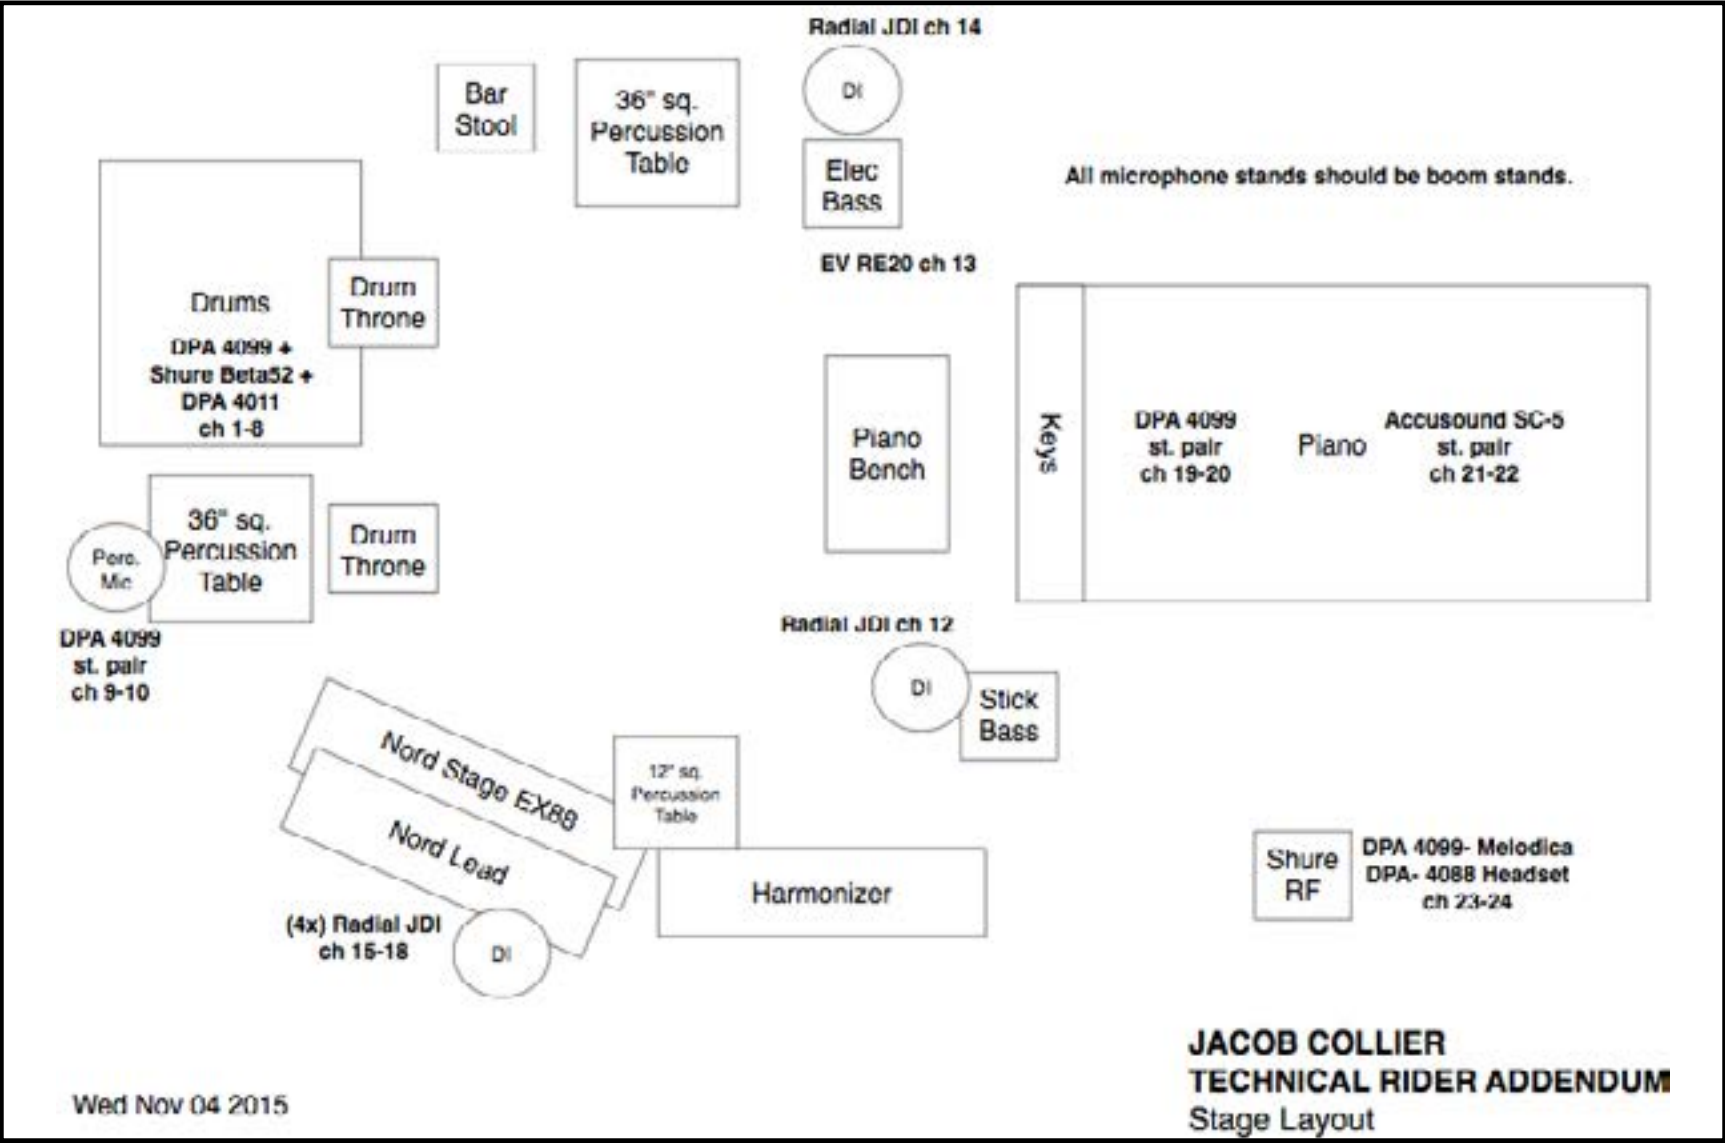 Radial JDI ch 14
DI
Bar
Stool
36" sq.
Percussion
Table
Elec
Bass
All microphone stands should be boom stands.
EV RE20 ch 13
Drums
DPA 4099 +
Shure Beta52 +
DPA 4011
ch 1-8
Drum
Throne
Piano
Bench
Keys
DPA 4099
st. pair
ch 19-20
Piano
Accusound SC-5
st. pair
ch 21-22
Perc.
Mic
36" sq.
Percussion
Table
Drum
Throne
DPA 4099
st. pair
ch 9-10
Radial JDI ch 12
DI
Stick
Bass
Nord Stage EX88
Nord Lead
12" sq.
Percussion
Table
Harmonizer
(4x) Radial JDI
ch 15-18
DI
Shure
RF
DPA 4099- Melodica
DPA- 4088 Headset
ch 23-24
JACOB COLLIER
TECHNICAL RIDER ADDENDUM
Stage Layout
Wed Nov 04 2015